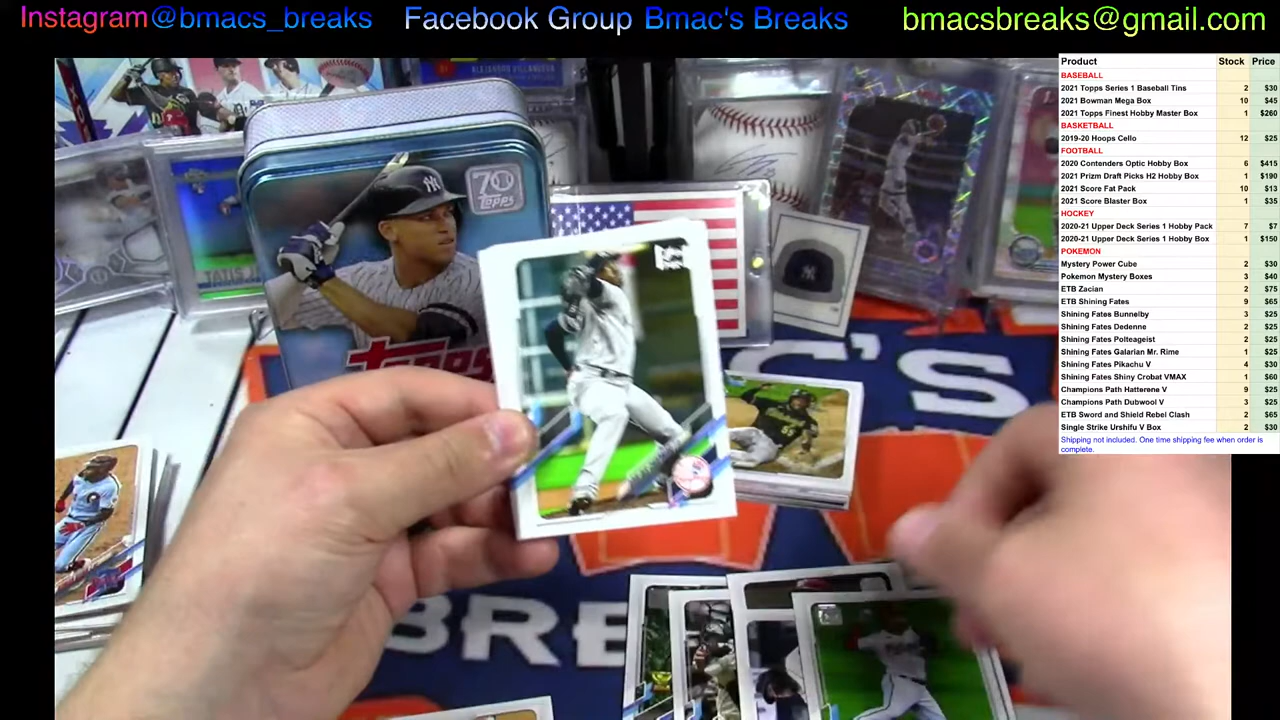 Instagram@bmacs_breaks Facebook Group Bmac's Breaks bmacsbreaks@gmail.com
Product Stock Price
BASEBALL
2021 Topps Series 1 Baseball Tins 2 $30
2021 Bowman Mega Box 10 $45
2021 Topps Finest Hobby Master Box 1 $260
BASKETBALL
2019-20 Hoops Cello 12 $25
FOOTBALL
2020 Contenders Optic Hobby Box 6 $415
2021 Prizm Draft Picks H2 Hobby Box 1 $190
2021 Score Fat Pack 10 $13
2021 Score Blaster Box 1 $35
HOCKEY
2020-21 Upper Deck Series 1 Hobby Pack 7 $7
2020-21 Upper Deck Series 1 Hobby Box 1 $150
POKEMON
Mystery Power Cube 2 $30
Pokemon Mystery Boxes 3 $40
ETB Zacian 2 $75
ETB Shining Fates 9 $65
Shining Fates Bunnelby 3 $25
Shining Fates Dedenne 2 $25
Shining Fates Polteageist 2 $25
Shining Fates Galarian Mr. Rime 1 $25
Shining Fates Pikachu V 4 $30
Shining Fates Shiny Crobat VMAX 1 $60
Champions Path Hatterene V 9 $25
Champions Path Dubwool V 3 $25
ETB Sword and Shield Rebel Clash 2 $65
Single Strike Urshifu V Box 2 $30
Shipping not included. One time shipping fee when order is
complete.
70
Topps
Topps
TATIS
C'S
BRE